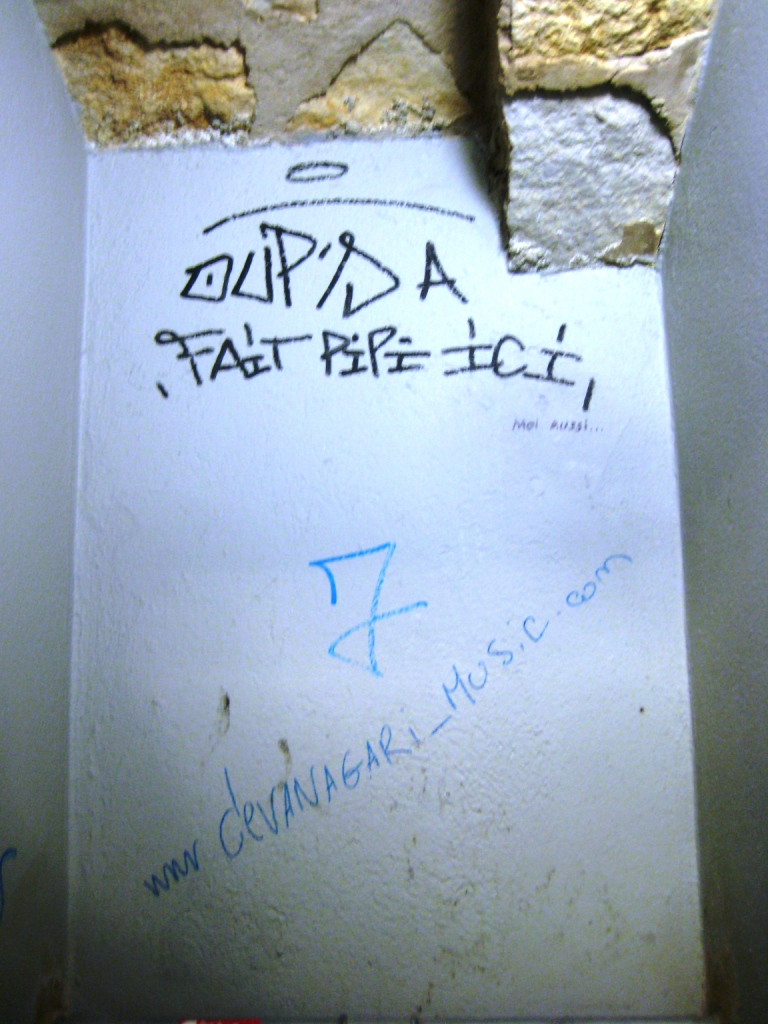 OUP'S A
FAIT PIPI ICI
MOI AUSSI...
7
www devANAGARi_Music.com